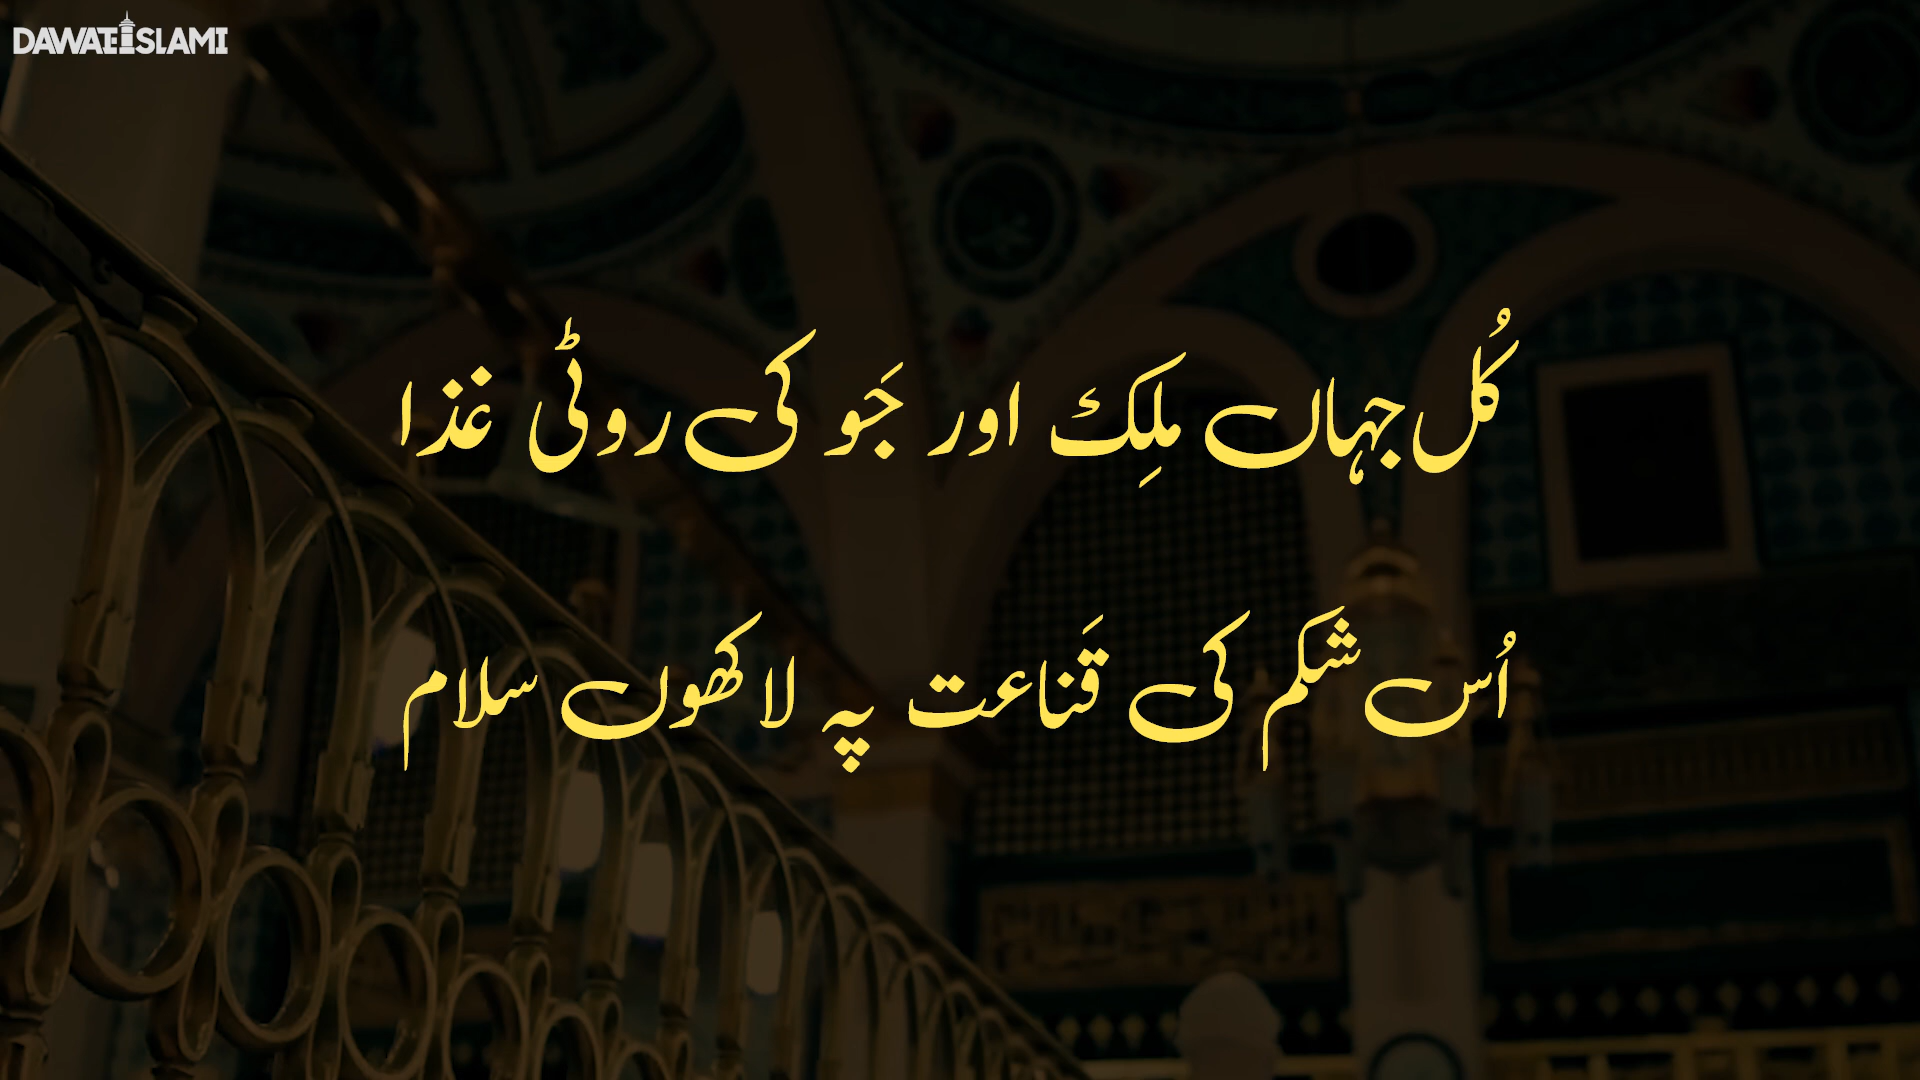 DAWATEISLAMI
کُل جہاں مِلک اور جَو کی روٹی غذا
اُس شکم کی قَناعت پہ لاکھوں سلام